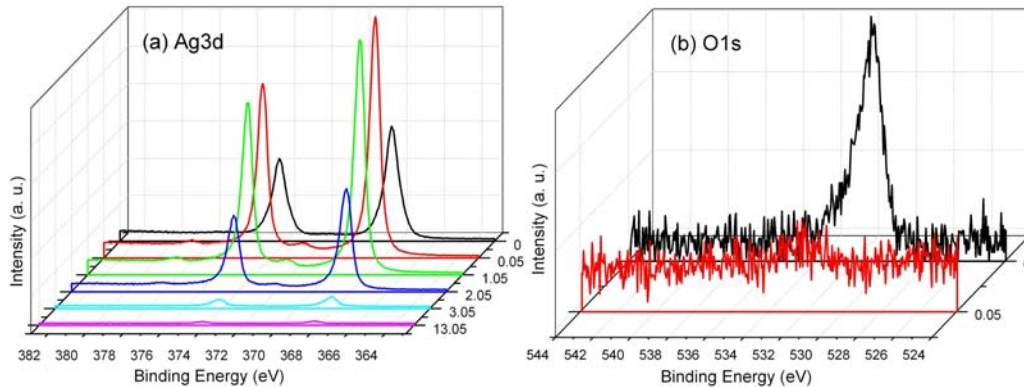 (a) Ag3d
Intensity (a. u.)
0
0.05
1.05
2.05
3.05
13.05
382 380 378 376 374 372 370 368 366 364
Binding Energy (eV)
(b) O1s
Intensity (a. u.)
0.05
544 542 540 538 536 534 532 530 528 526 524
Binding Energy (eV)